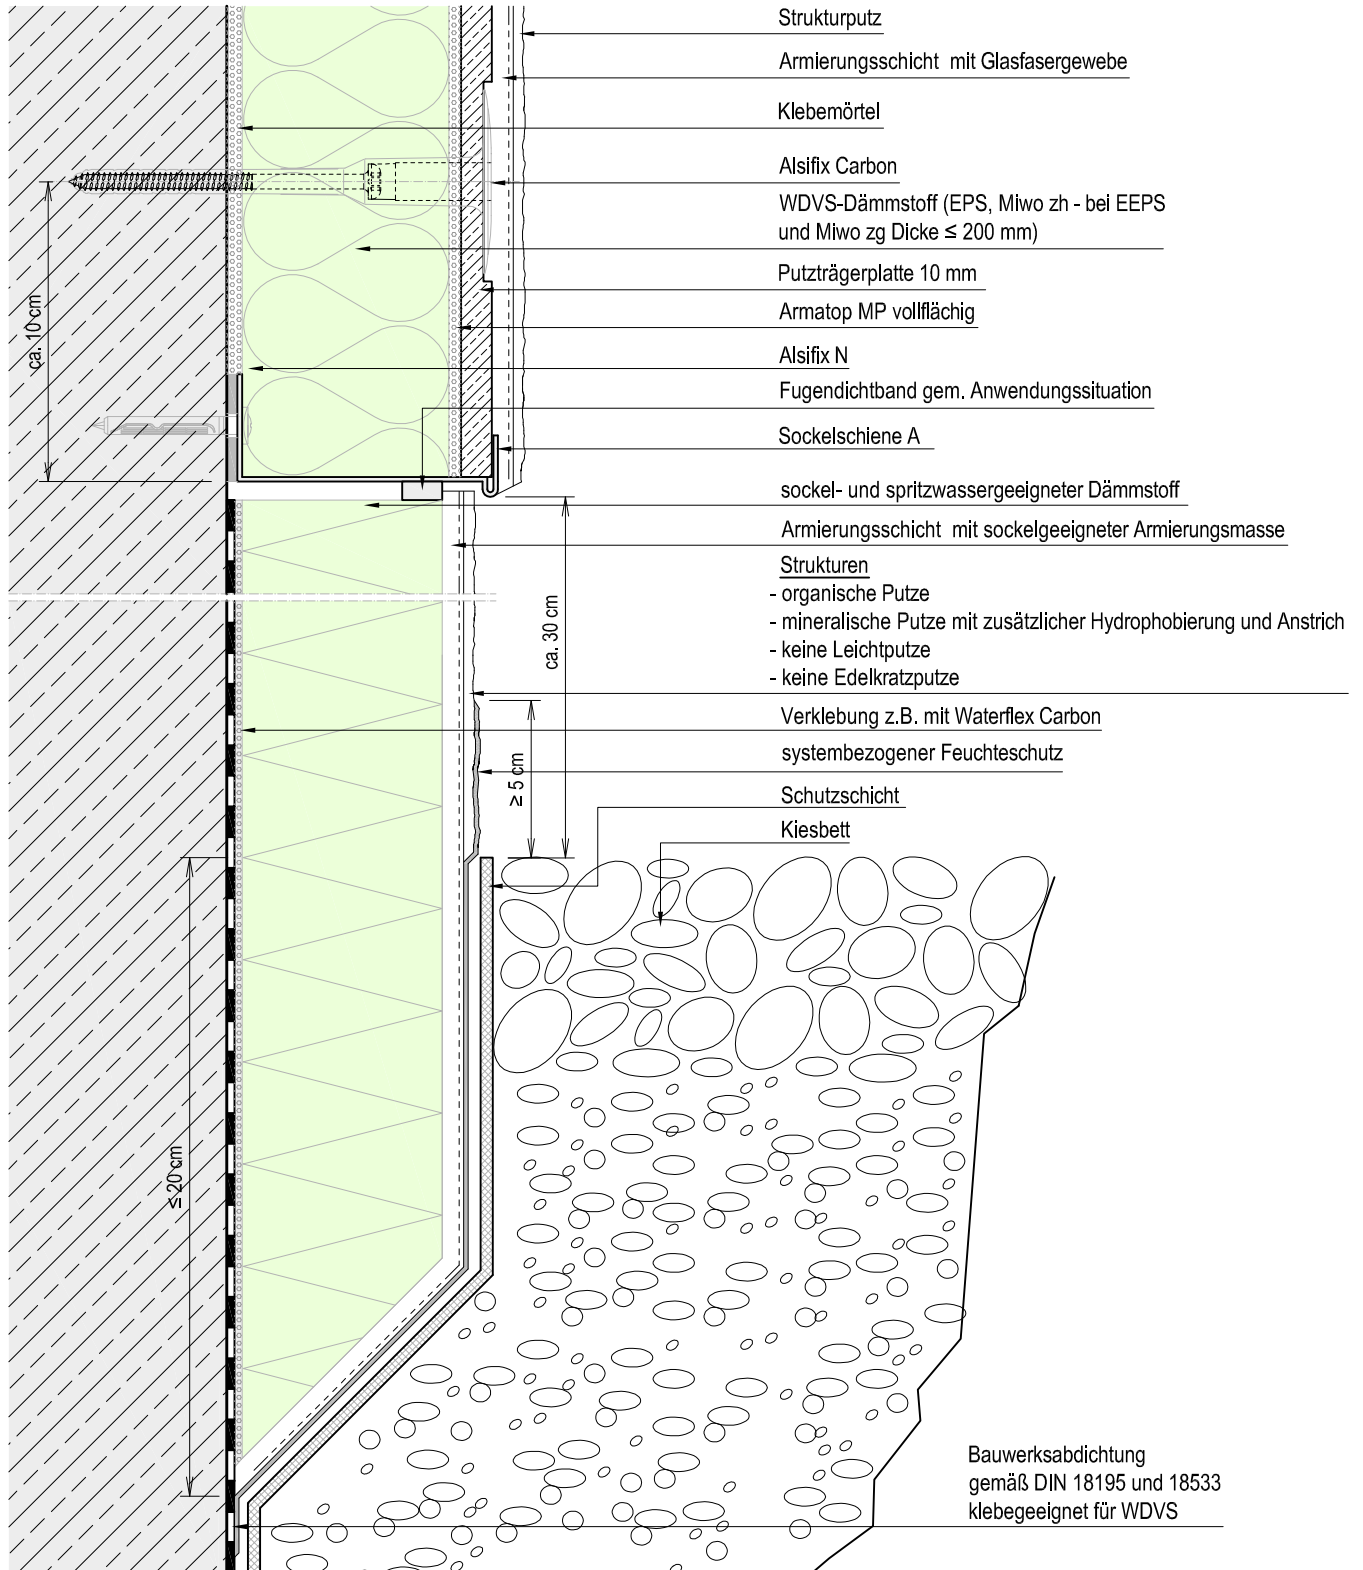 Strukturputz
Armierungsschicht mit Glasfasergewebe
Klebemörtel
Alsifix Carbon
WDVS-Dämmstoff (EPS, Miwo zh - bei EEPS
und Miwo zg Dicke ≤ 200 mm)
Putzträgerplatte 10 mm
Armatop MP vollflächig
Alsifix N
Fugendichtband gem. Anwendungssituation
Sockelschiene A
ca. 10 cm
sockel- und spritzwassergeeigneter Dämmstoff
Armierungsschicht mit sockelgeeigneter Armierungsmasse
Strukturen
- organische Putze
- mineralische Putze mit zusätzlicher Hydrophobierung und Anstrich
- keine Leichtputze
- keine Edelkratzputze
ca. 30 cm
Verklebung z.B. mit Waterflex Carbon
systembezogener Feuchteschutz
≥ 5 cm
Schutzschicht
Kiesbett
≤ 20 cm
Bauwerksabdichtung
gemäß DIN 18195 und 18533
klebegeeignet für WDVS